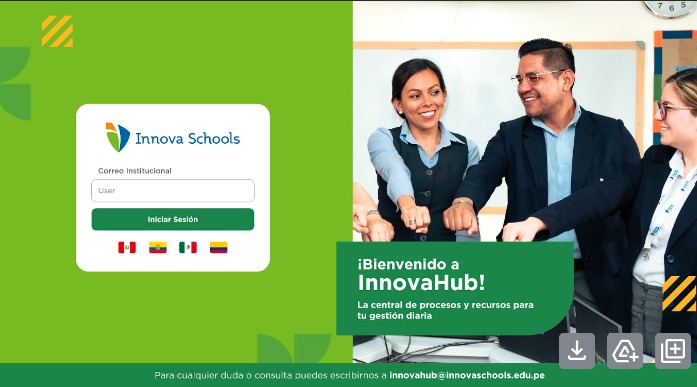 Innova Schools
Correo institucional
User
Iniciar Sesión
¡Bienvenido a
InnovaHub!
La central de procesos y recursos para
tu gestión diaria
Para cualquier duda o consulta puedes escribirnos a innovahub@innovaschools.edu.pe